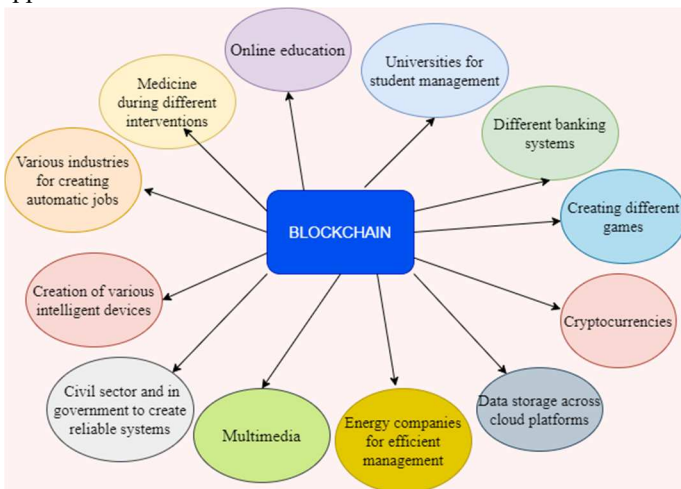 Online education
Universities for
student management
Medicine
during different
interventions
Different banking
systems
Various industries
for creating
automatic jobs
Creating different
games
BLOCKCHAIN
Creation of various
intelligent devices
Cryptocurrencies
Civil sector and in
government to create
reliable systems
Multimedia
Energy companies
for efficient
management
Data storage across
cloud platforms